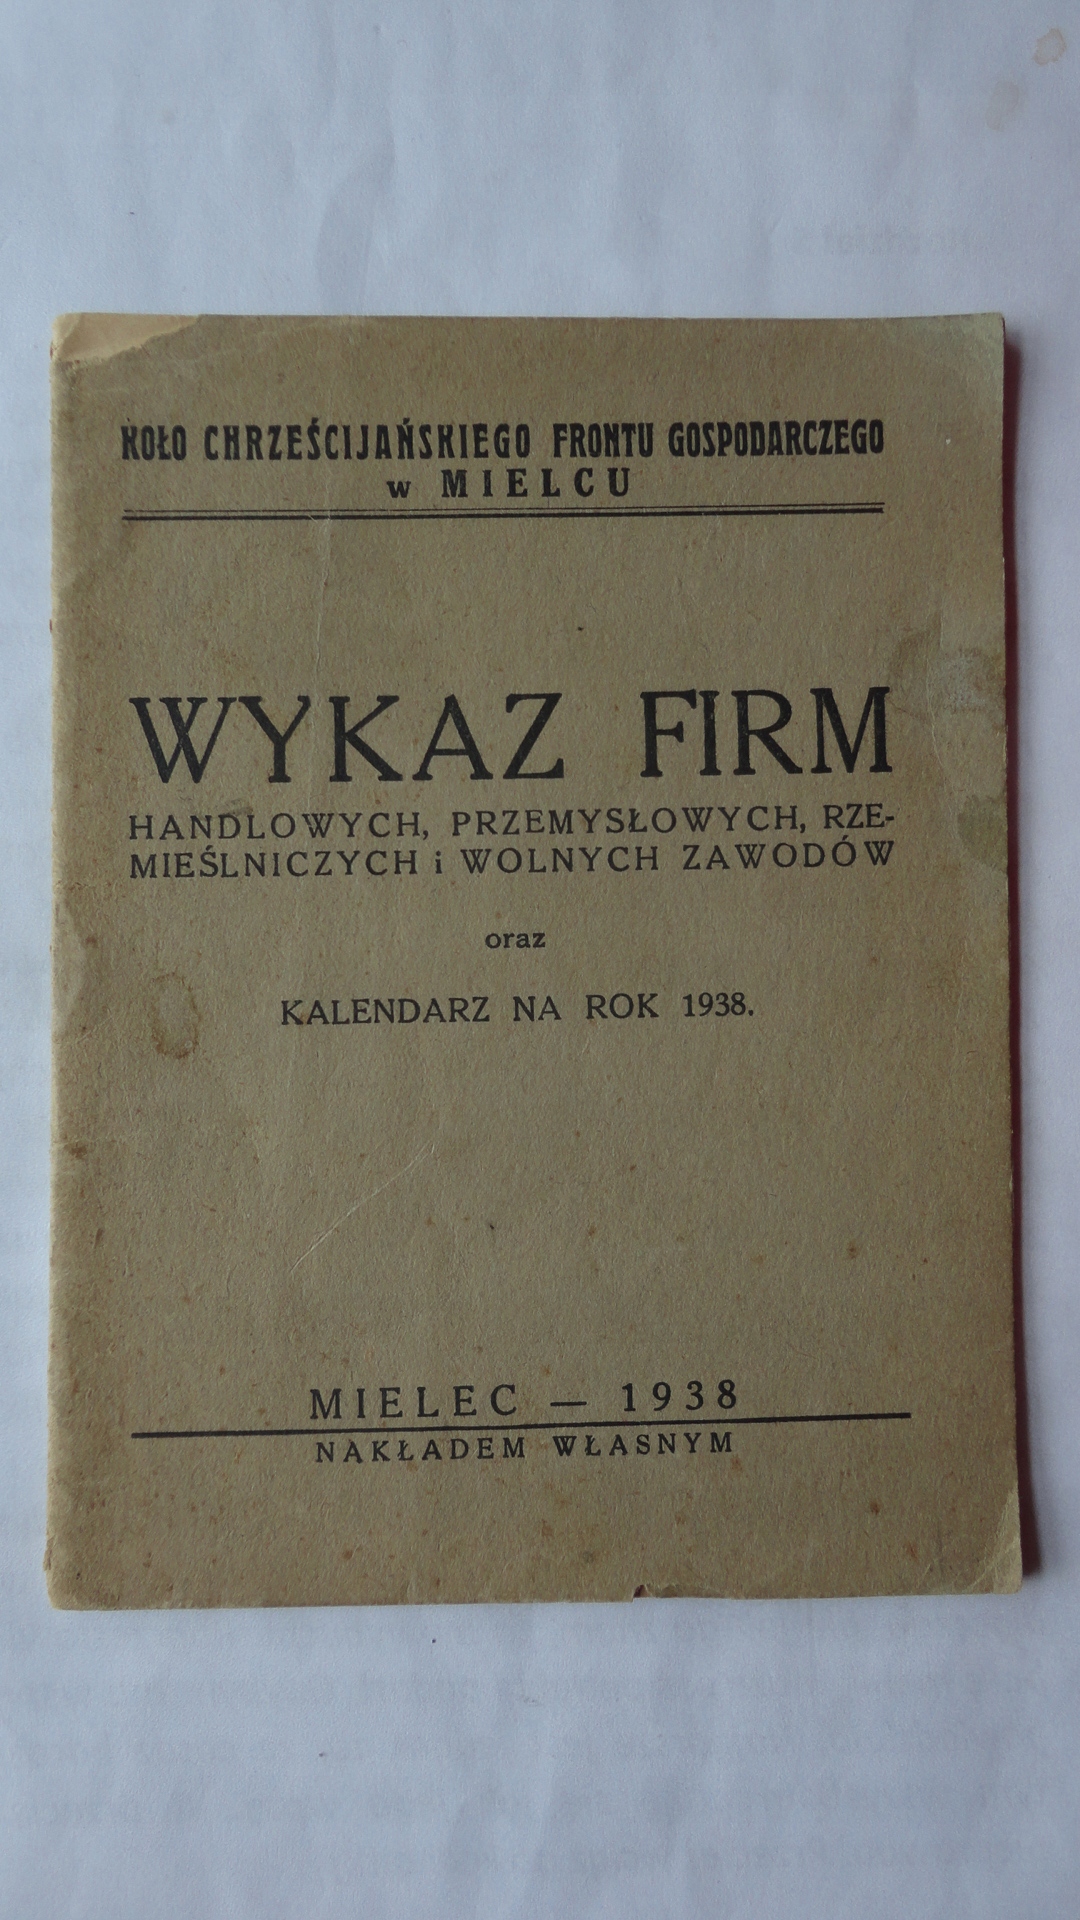 KOŁO CHRZEŚCIJAŃSKIEGO FRONTU GOSPODARCZEGO
w MIELCU
WYKAZ FIRM
HANDLOWYCH, PRZEMYSŁOWYCH, RZE-
MIEŚLNICZYCH i WOLNYCH ZAWODÓW
oraz
KALENDARZ NA ROK 1938.
MIELEC — 1938
NAKŁADEM WŁASNYM